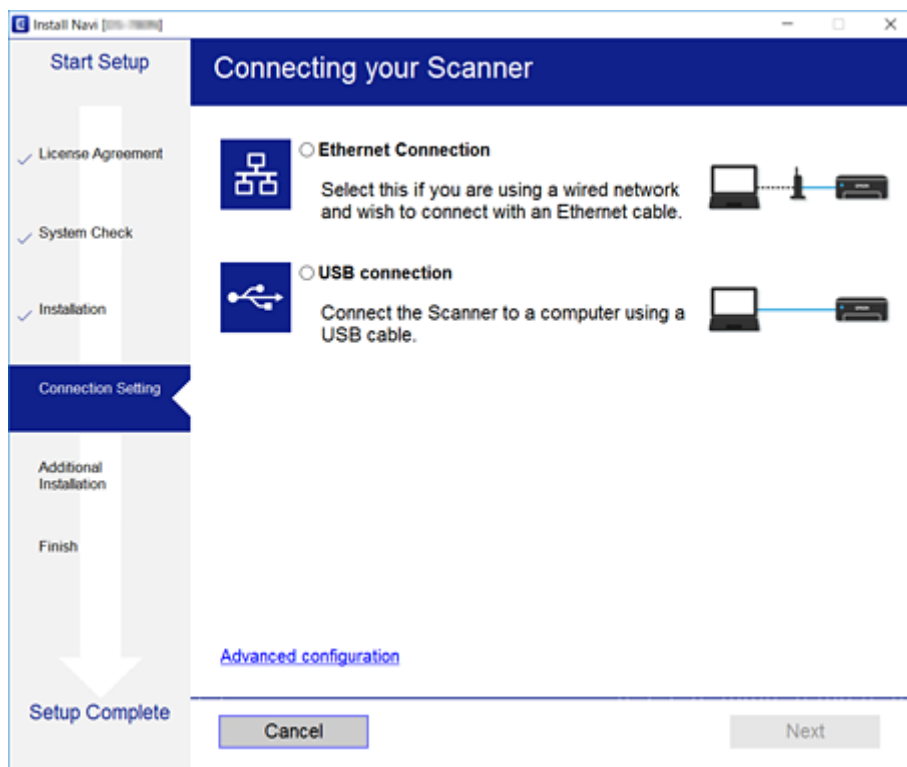 Install Navi [
Start Setup
Connecting your Scanner
License Agreement
System Check
Installation
Connection Setting
Additional
Installation
Finish
Setup Complete
Ethernet Connection
Select this if you are using a wired network
and wish to connect with an Ethernet cable.
USB connection
Connect the Scanner to a computer using a
USB cable.
Advanced configuration
Cancel
Next